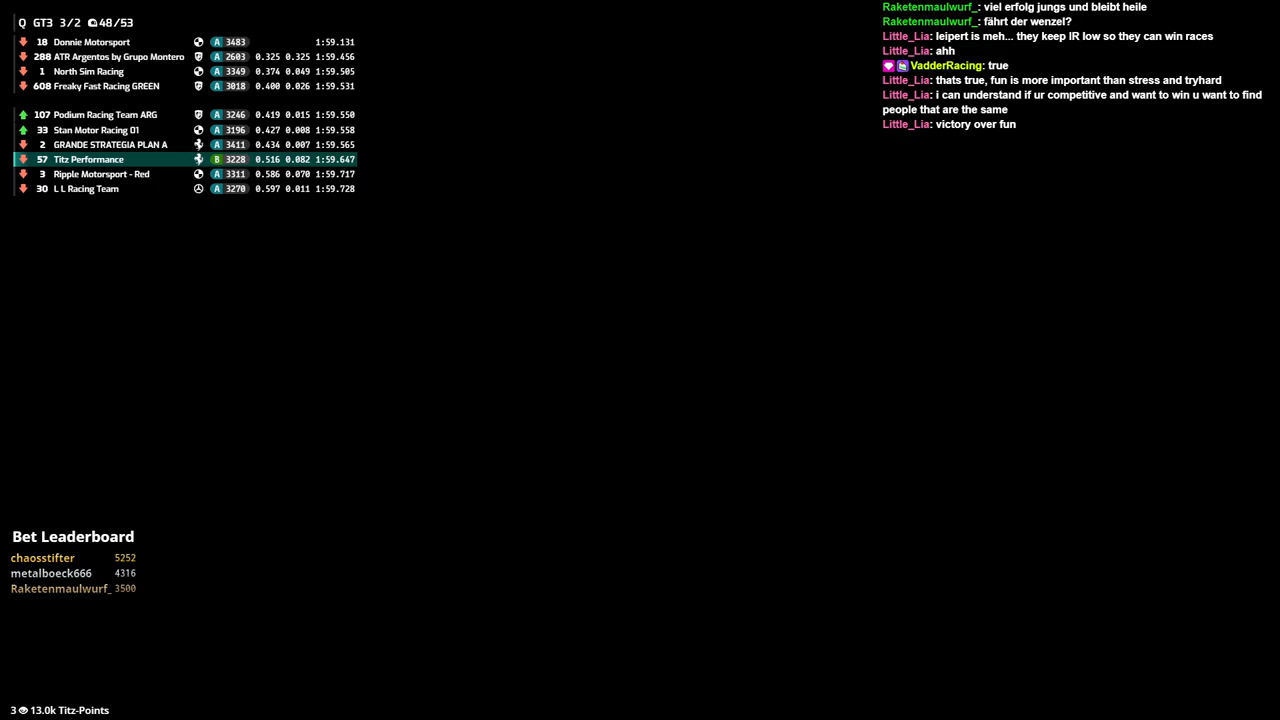 Q GT3 3/2 48/53
18 Donnie Motorsport A 3483 1:59.131
288 ATR Argentos by Grupo Montero A 2603 0.325 0.325 1:59.456
1 North Sim Racing A 3349 0.374 0.049 1:59.505
608 Freaky Fast Racing GREEN A 3018 0.400 0.026 1:59.531
107 Podium Racing Team ARG A 3246 0.419 0.015 1:59.550
33 Stan Motor Racing 01 A 3196 0.427 0.008 1:59.558
2 GRANDE STRATEGIA PLAN A A 3411 0.434 0.007 1:59.565
57 Titz Performance B 3228 0.516 0.082 1:59.647
3 Ripple Motorsport - Red A 3311 0.586 0.070 1:59.717
30 L L Racing Team A 3270 0.597 0.011 1:59.728
Raketenmaulwurf_: viel erfolg jungs und bleibt heile
Raketenmaulwurf_: fährt der wenzel?
Little_Lia: leipert is meh... they keep IR low so they can win races
Little_Lia: ahh
VadderRacing: true
Little_Lia: thats true, fun is more important than stress and tryhard
Little_Lia: i can understand if ur competitive and want to win u want to find
people that are the same
Little_Lia: victory over fun
Bet Leaderboard
chaosstifter 5252
metalboeck666 4316
Raketenmaulwurf_ 3500
3 13.0k Titz-Points